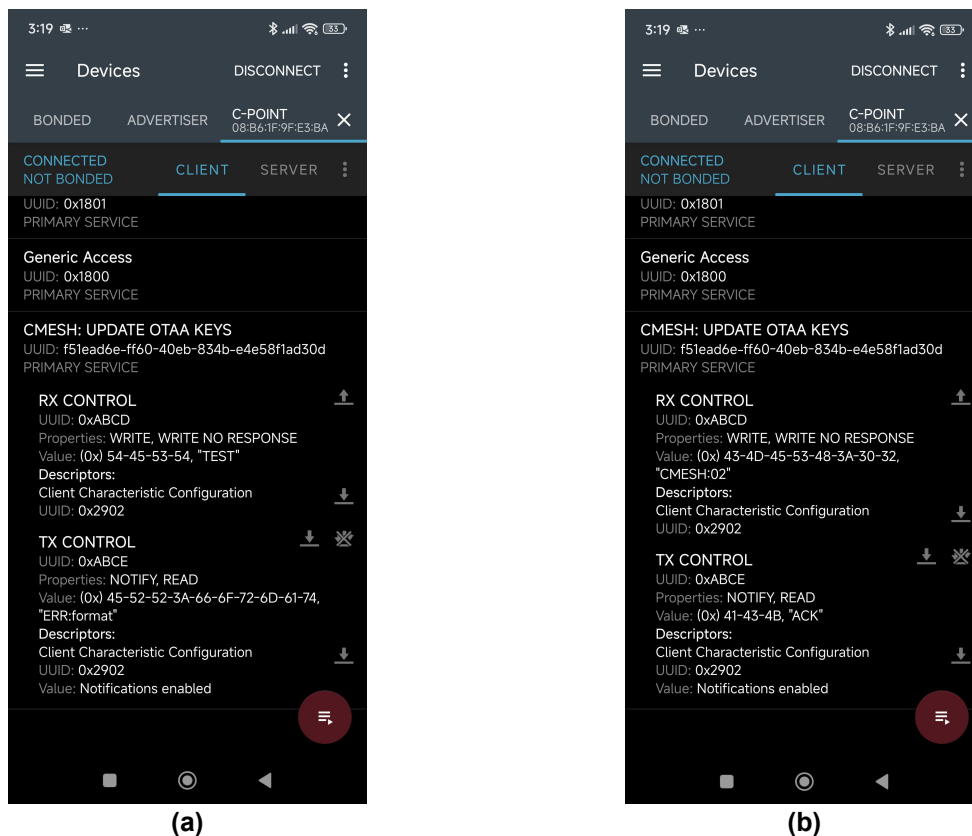 3:19 ...
33
Devices
DISCONNECT
BONDED
ADVERTISER
C-POINT
08:B6:1F:9F:E3:BA
CONNECTED
NOT BONDED
CLIENT
SERVER
UUID: 0x1801
PRIMARY SERVICE
Generic Access
UUID: 0x1800
PRIMARY SERVICE
CMESH: UPDATE OTAA KEYS
UUID: f51ead6e-ff60-40eb-834b-e4e58f1ad30d
PRIMARY SERVICE
RX CONTROL
UUID: 0xABCD
Properties: WRITE, WRITE NO RESPONSE
Value: (0x) 54-45-53-54, "TEST"
Descriptors:
Client Characteristic Configuration
UUID: 0x2902
TX CONTROL
UUID: 0xABCE
Properties: NOTIFY, READ
Value: (0x) 45-52-52-3A-66-6F-72-6D-61-74,
"ERR:format"
Descriptors:
Client Characteristic Configuration
UUID: 0x2902
Value: Notifications enabled
(a)
3:19 ...
33
Devices
DISCONNECT
BONDED
ADVERTISER
C-POINT
08:B6:1F:9F:E3:BA
CONNECTED
NOT BONDED
CLIENT
SERVER
UUID: 0x1801
PRIMARY SERVICE
Generic Access
UUID: 0x1800
PRIMARY SERVICE
CMESH: UPDATE OTAA KEYS
UUID: f51ead6e-ff60-40eb-834b-e4e58f1ad30d
PRIMARY SERVICE
RX CONTROL
UUID: 0xABCD
Properties: WRITE, WRITE NO RESPONSE
Value: (0x) 43-4D-45-53-48-3A-30-32,
"CMESH:02"
Descriptors:
Client Characteristic Configuration
UUID: 0x2902
TX CONTROL
UUID: 0xABCE
Properties: NOTIFY, READ
Value: (0x) 41-43-4B, "ACK"
Descriptors:
Client Characteristic Configuration
UUID: 0x2902
Value: Notifications enabled
(b)